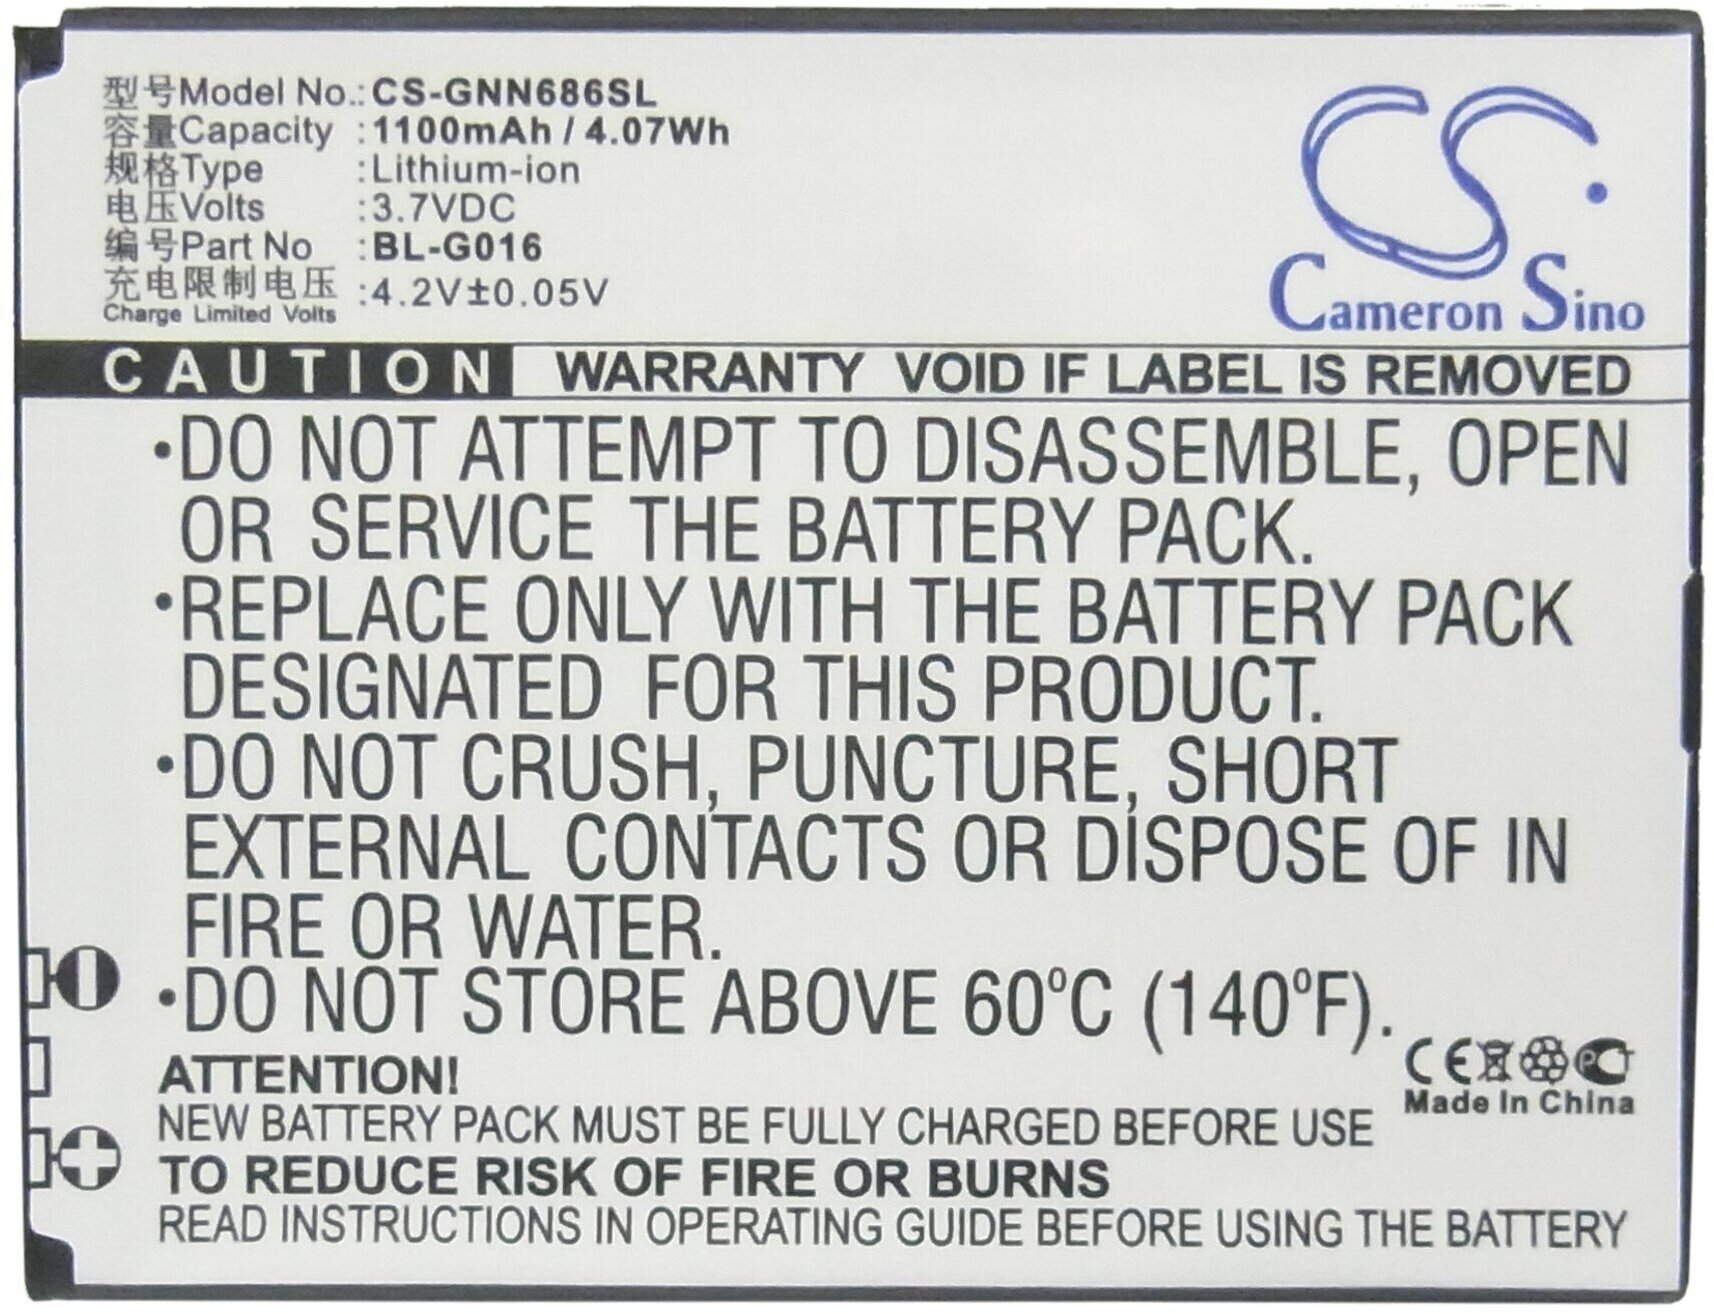 型号Model No.:CS-GNN686SL
容量Capacity :1100mAh / 4.07Wh
规格Type :Lithium-ion
电压Volts :3.7VDC
编号Part No :BL-G016
充电限制电压 :4.2V±0.05V
Charge Limited Volts
CS
Cameron Sino
CAUTION WARRANTY VOID IF LABEL IS REMOVED
•DO NOT ATTEMPT TO DISASSEMBLE, OPEN
OR SERVICE THE BATTERY PACK.
•REPLACE ONLY WITH THE BATTERY PACK
DESIGNATED FOR THIS PRODUCT.
•DO NOT CRUSH, PUNCTURE, SHORT
EXTERNAL CONTACTS OR DISPOSE OF IN
FIRE OR WATER.
•DO NOT STORE ABOVE 60°C (140°F).
CE PCT
Made In China
ATTENTION!
NEW BATTERY PACK MUST BE FULLY CHARGED BEFORE USE
TO REDUCE RISK OF FIRE OR BURNS
READ INSTRUCTIONS IN OPERATING GUIDE BEFORE USING THE BATTERY